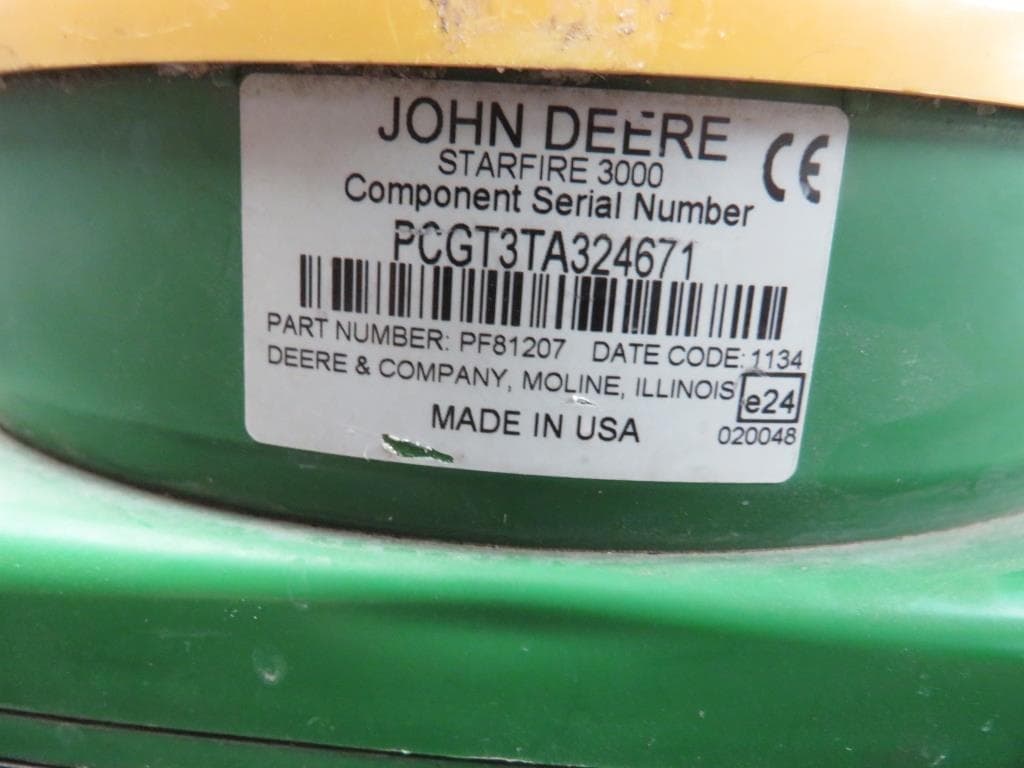 JOHN DEERE
CE
STARFIRE 3000
Component Serial Number
PCGT3TA324671
PART NUMBER: PF81207 DATE CODE: 1134
DEERE & COMPANY, MOLINE, ILLINOIS
e24
MADE IN USA
020048